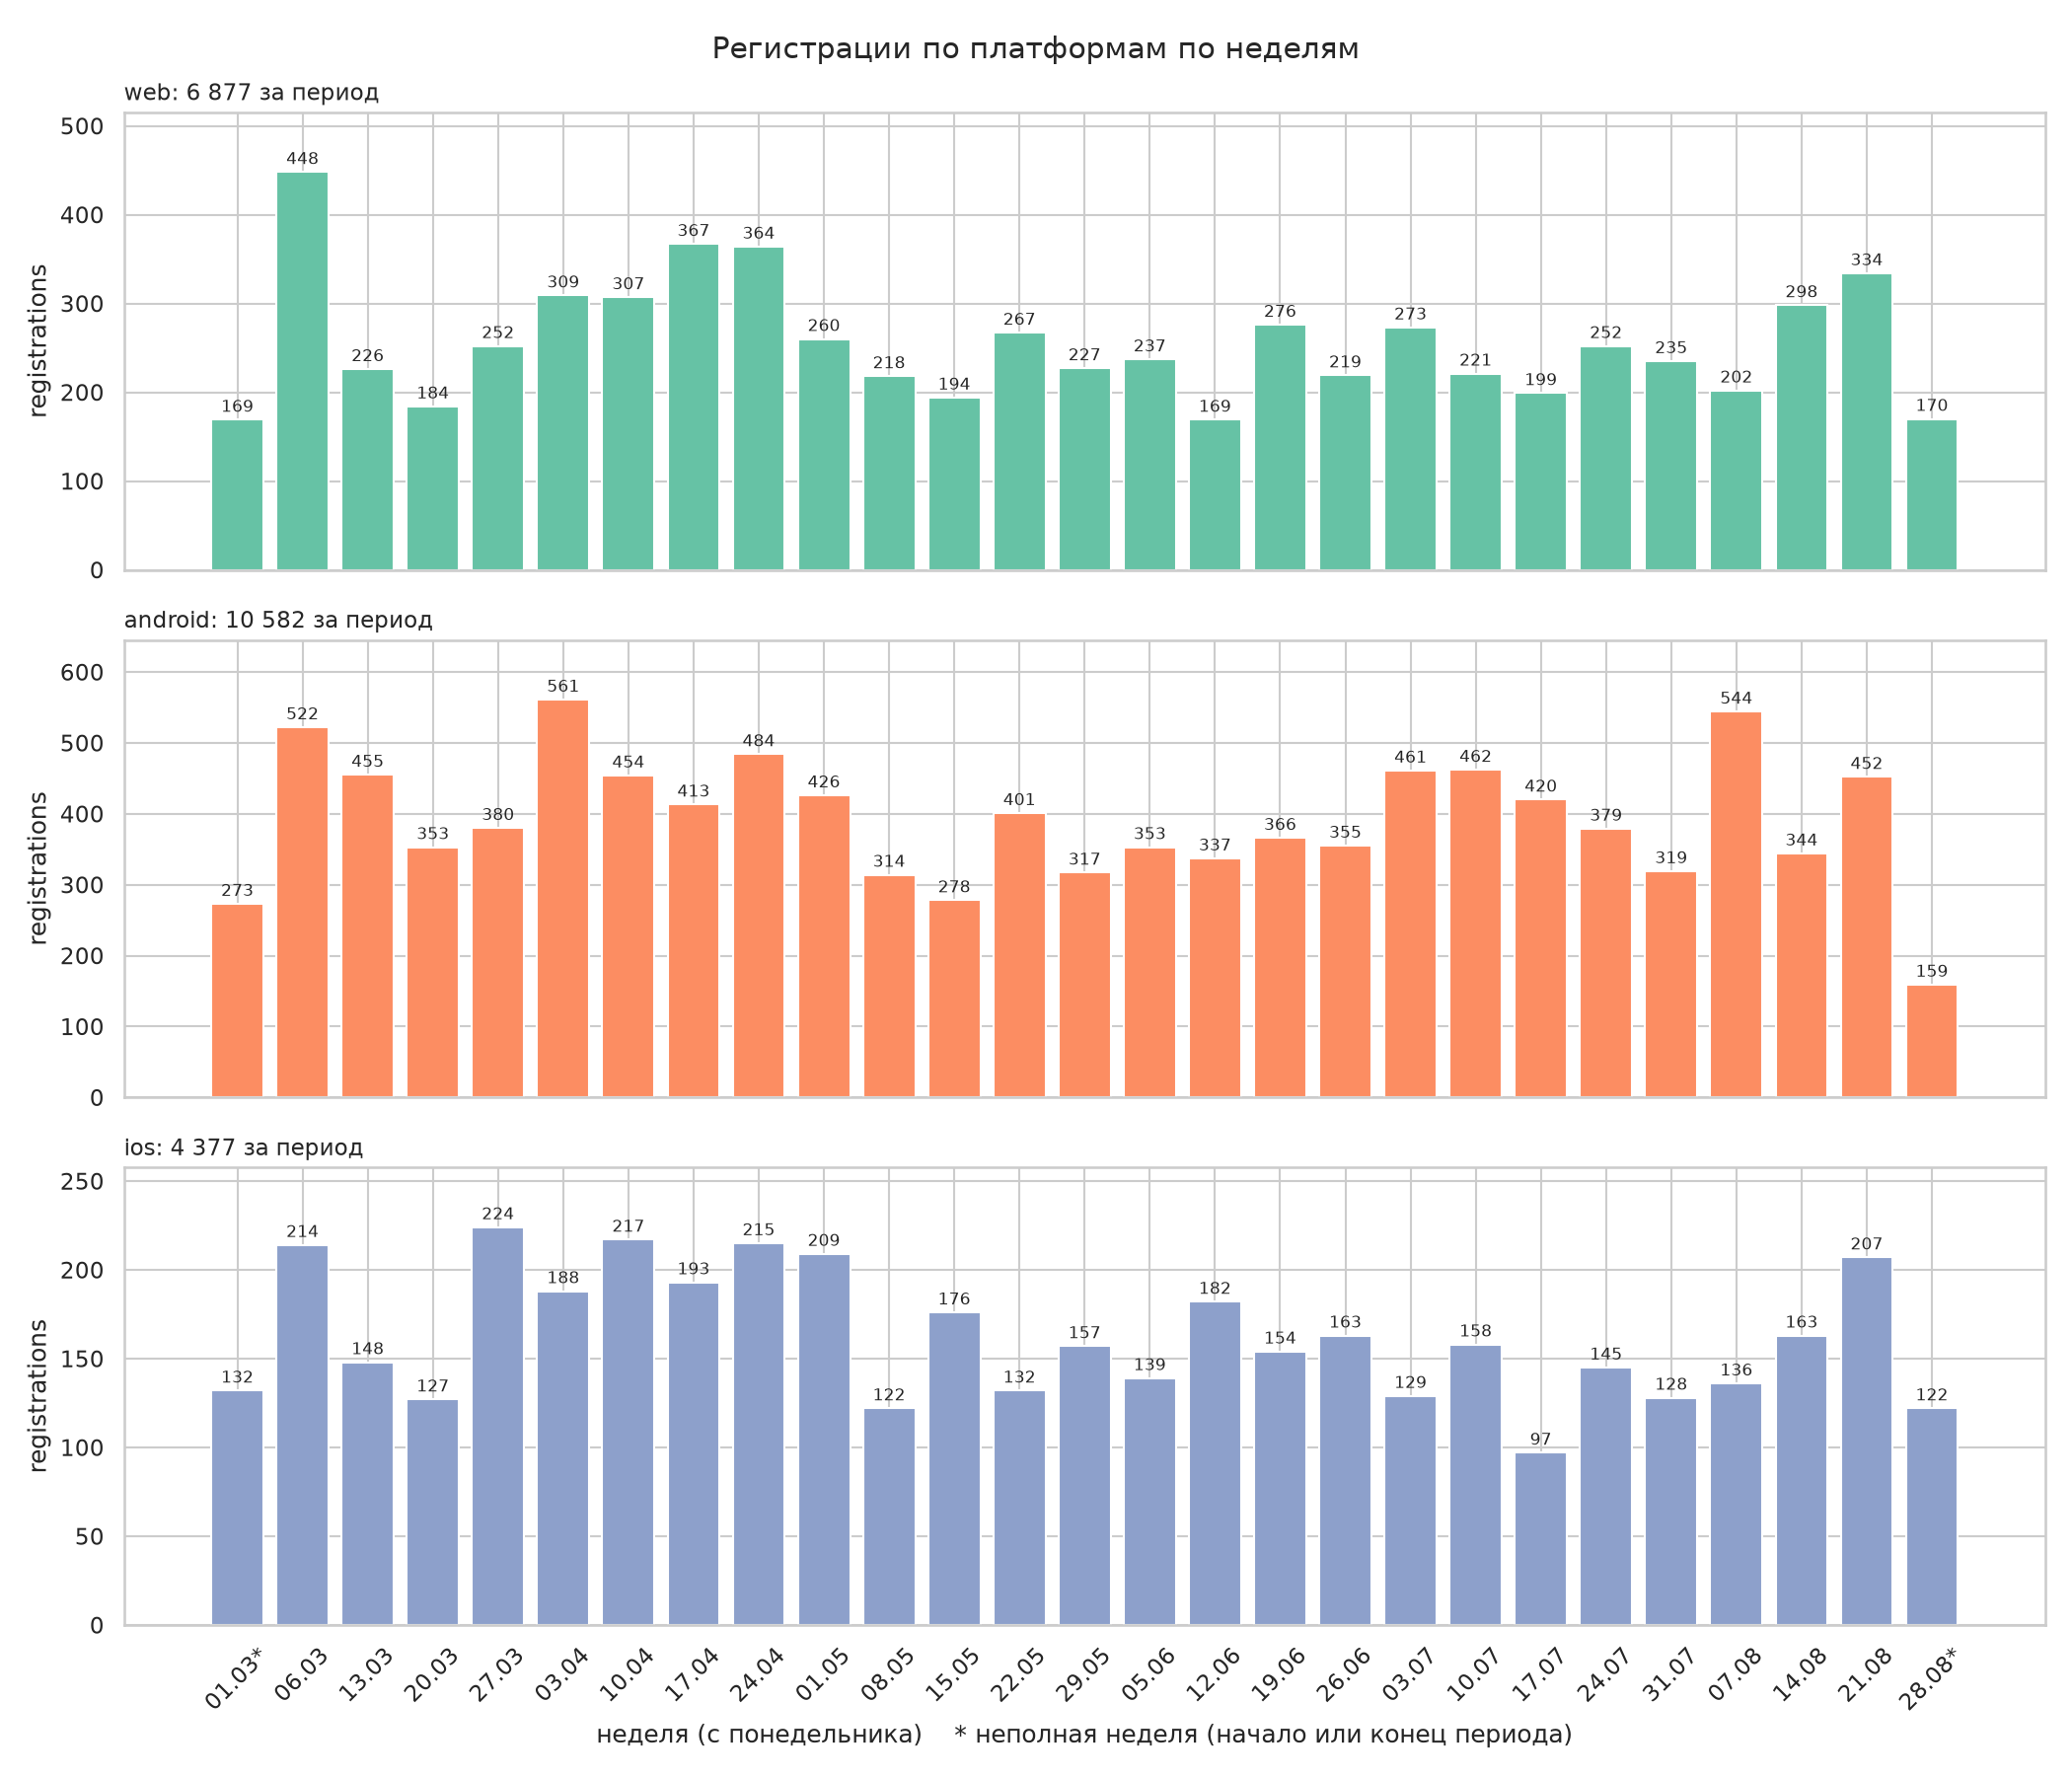 Регистрации по платформам по неделям
web: 6 877 за период
registrations
500
400
300
200
100
0
169 448 226 184 252 309 307 367 364 260 218 194 267 227 237 169 276 219 273 221 199 252 235 202 298 334 170
android: 10 582 за период
registrations
600
500
400
300
200
100
0
273 522 455 353 380 561 454 413 484 426 314 278 401 317 353 337 366 355 461 462 420 379 319 544 344 452 159
ios: 4 377 за период
registrations
250
200
150
100
50
0
132 214 148 127 224 188 217 193 215 209 122 176 132 157 139 182 154 163 129 158 97 145 128 136 163 207 122
01.03* 06.03 13.03 20.03 27.03 03.04 10.04 17.04 24.04 01.05 08.05 15.05 22.05 29.05 05.06 12.06 19.06 26.06 03.07 10.07 17.07 24.07 31.07 07.08 14.08 21.08 28.08*
неделя (с понедельника) * неполная неделя (начало или конец периода)